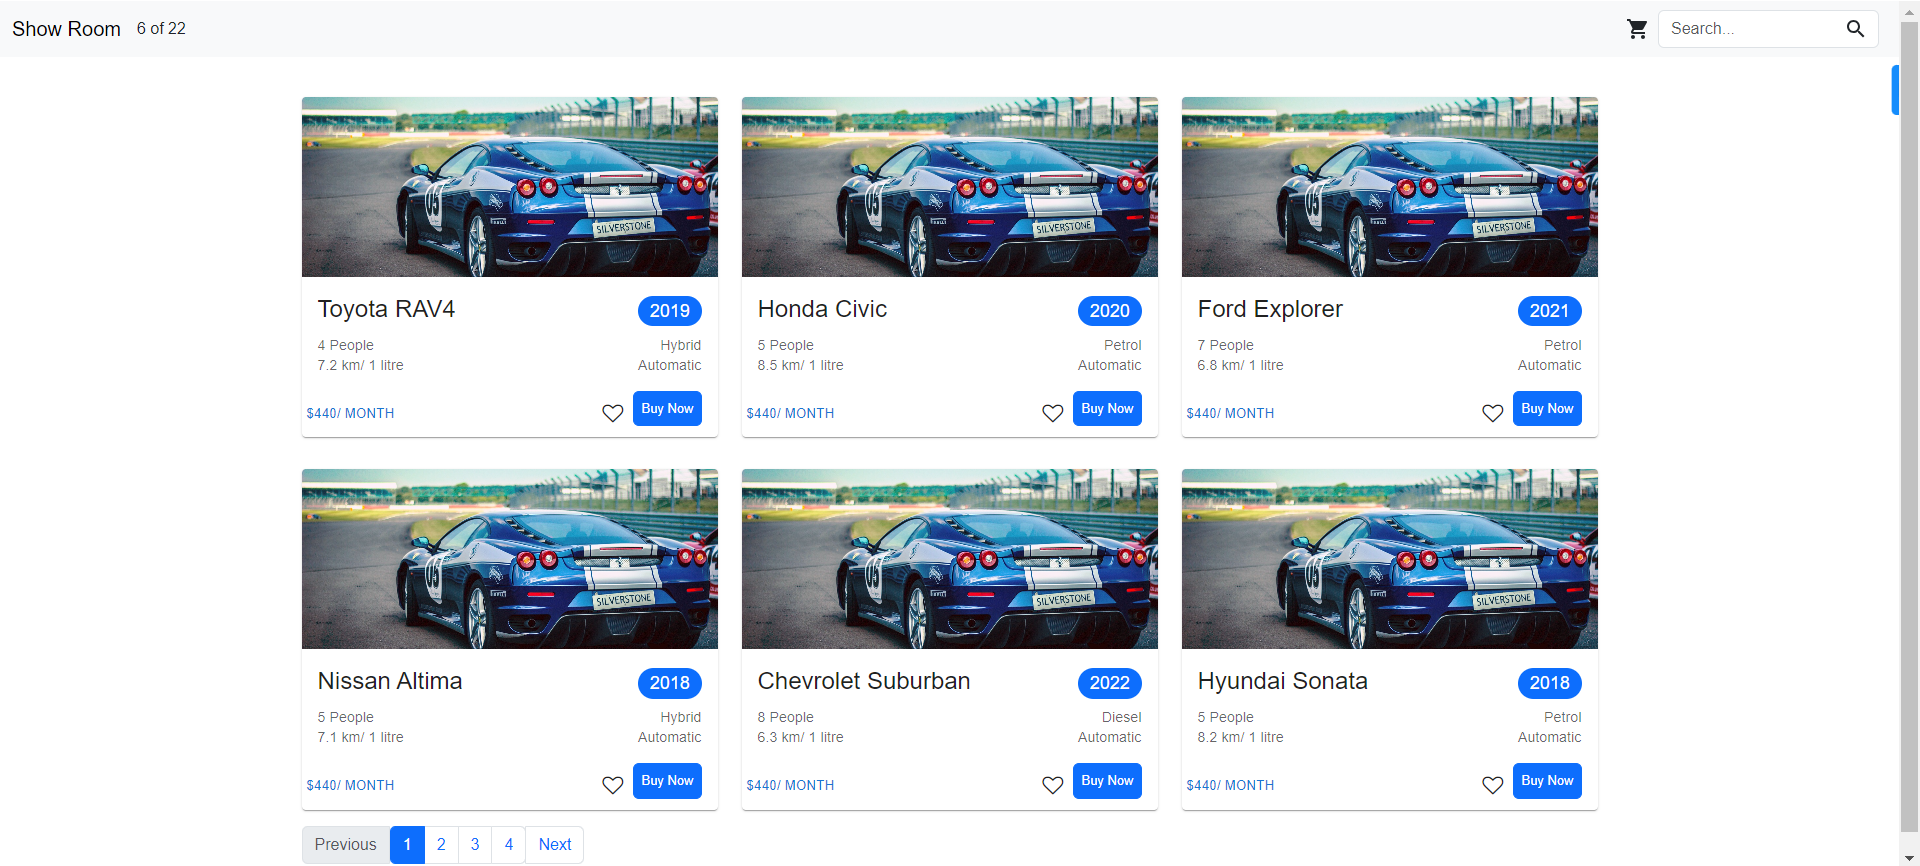 Show Room 6 of 22
Search...
05
SILVERSTONE
05
SILVERSTONE
05
SILVERSTONE
Toyota RAV4 2019
4 People Hybrid
7.2 km/ 1 litre Automatic
$440/ MONTH Buy Now
Honda Civic 2020
5 People Petrol
8.5 km/ 1 litre Automatic
$440/ MONTH Buy Now
Ford Explorer 2021
7 People Petrol
6.8 km/ 1 litre Automatic
$440/ MONTH Buy Now
05
SILVERSTONE
05
SILVERSTONE
05
SILVERSTONE
Nissan Altima 2018
5 People Hybrid
7.1 km/ 1 litre Automatic
$440/ MONTH Buy Now
Chevrolet Suburban 2022
8 People Diesel
6.3 km/ 1 litre Automatic
$440/ MONTH Buy Now
Hyundai Sonata 2018
5 People Petrol
8.2 km/ 1 litre Automatic
$440/ MONTH Buy Now
Previous 1 2 3 4 Next